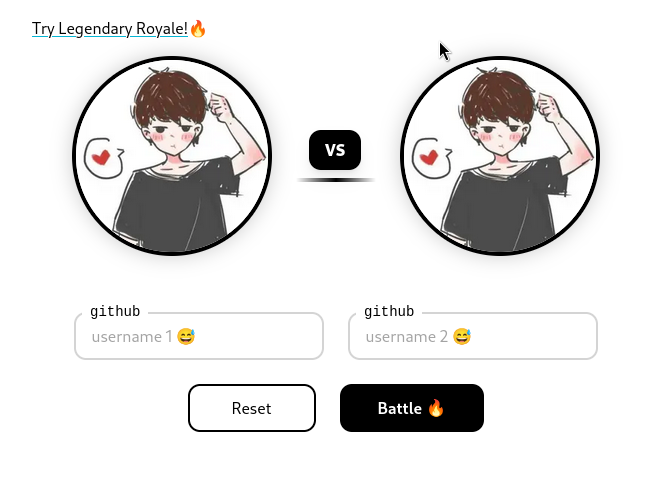 Try Legendary Royale!🔥
VS
github
username 1 😅
github
username 2 😅
Reset
Battle 🔥